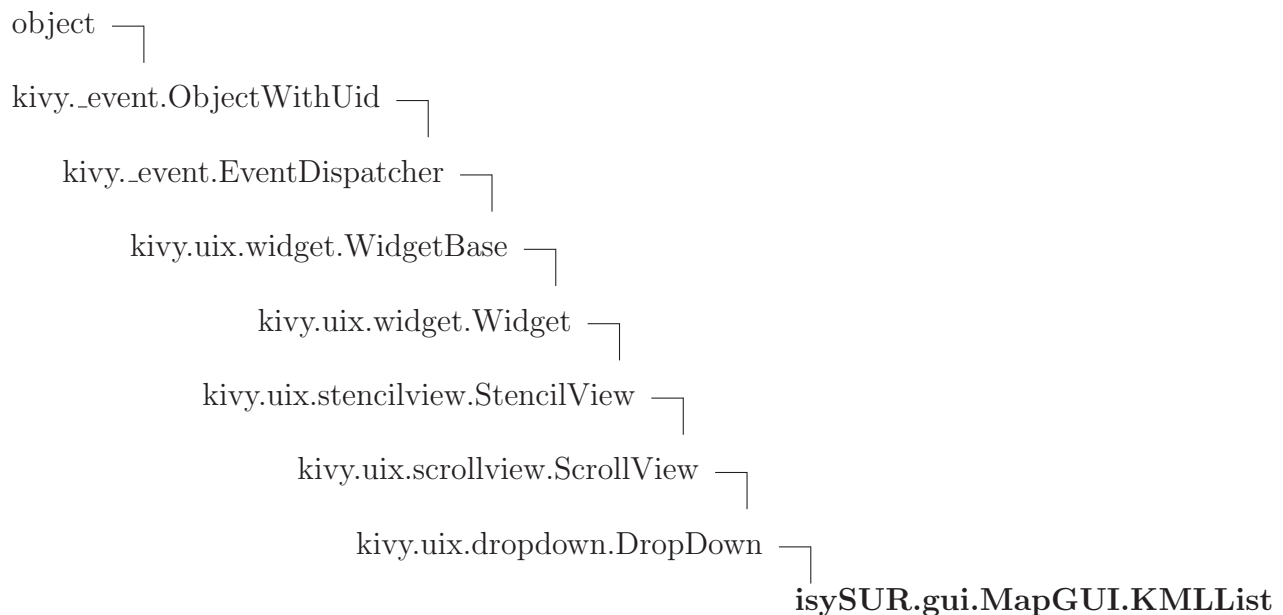 object
kivy._event.ObjectWithUid
kivy._event.EventDispatcher
kivy.uix.widget.WidgetBase
kivy.uix.widget.Widget
kivy.uix.stencilview.StencilView
kivy.uix.scrollview.ScrollView
kivy.uix.dropdown.DropDown
isySUR.gui.MapGUI.KMLList